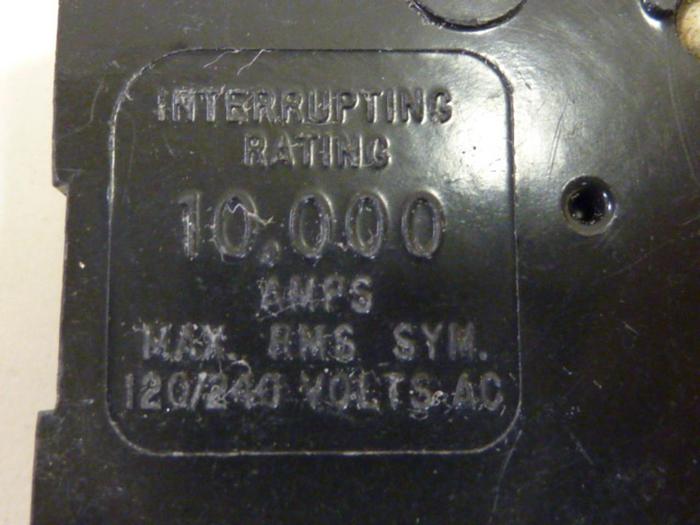 INTERRUPTING
RATING
10,000
AMPS
MAX. RMS SYM.
120/240 VOLTS AC